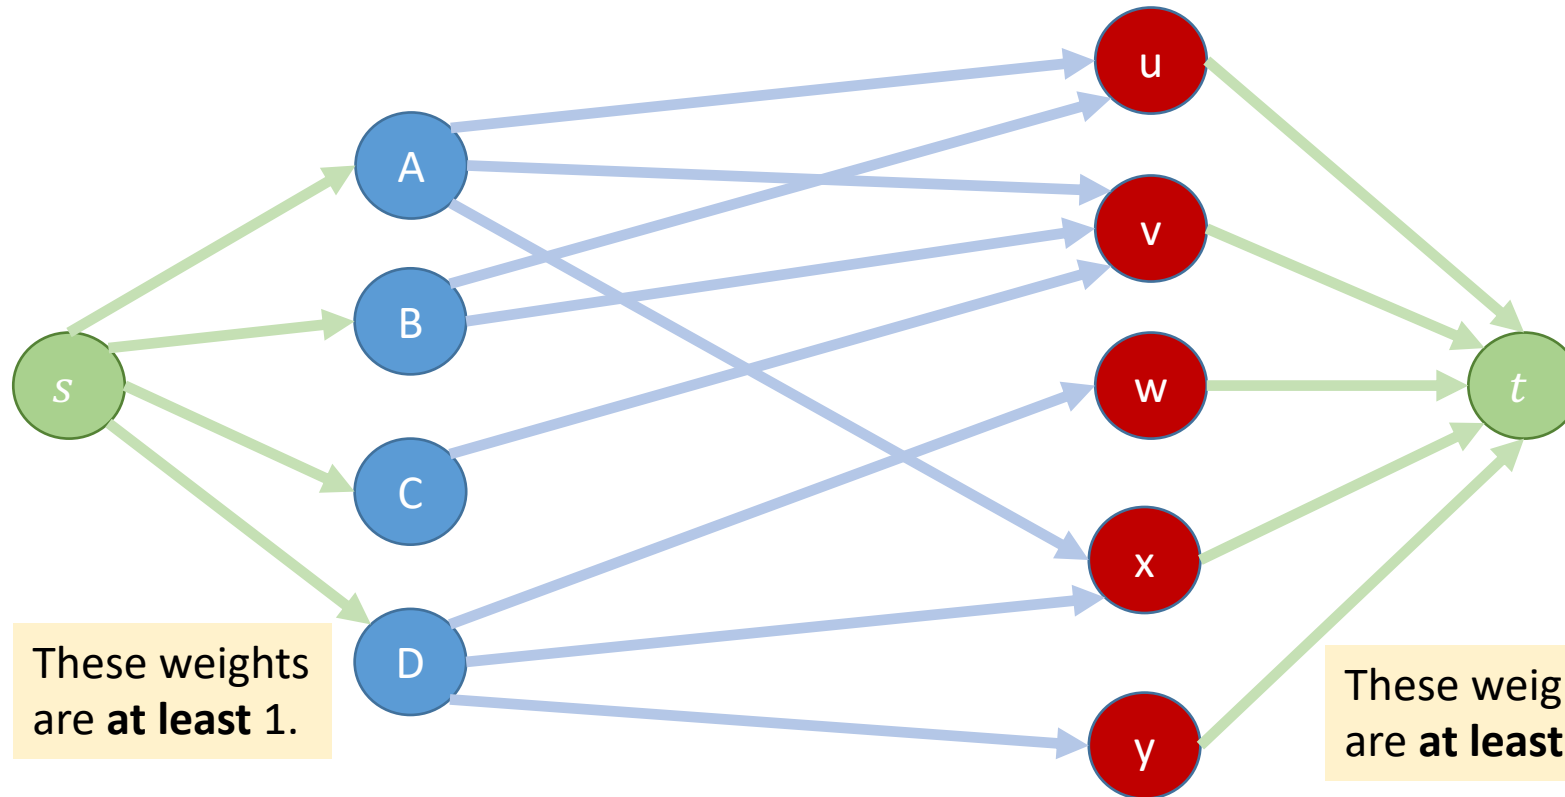 u
A
v
B
s
w
t
C
x
D
y
These weights
are at least 1.
These weig
are at least